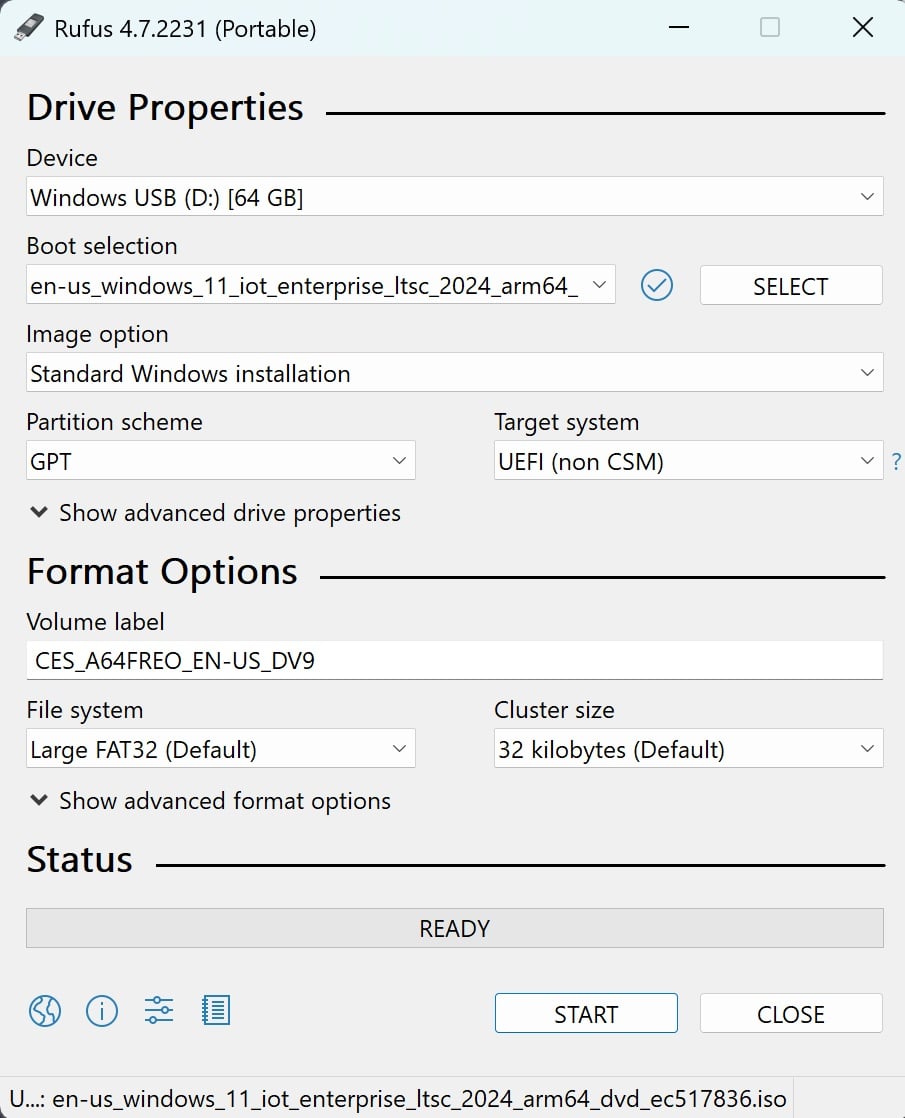 Rufus 4.7.2231 (Portable)
Drive Properties
Device
Windows USB (D:) [64 GB]
Boot selection
en-us_windows_11_iot_enterprise_ltsc_2024_arm64_
SELECT
Image option
Standard Windows installation
Partition scheme
Target system
GPT
UEFI (non CSM)
?
Show advanced drive properties
Format Options
Volume label
CES_A64FREO_EN-US_DV9
File system
Cluster size
Large FAT32 (Default)
32 kilobytes (Default)
Show advanced format options
Status
READY
START
CLOSE
U...: en-us_windows_11_iot_enterprise_ltsc_2024_arm64_dvd_ec517836.iso